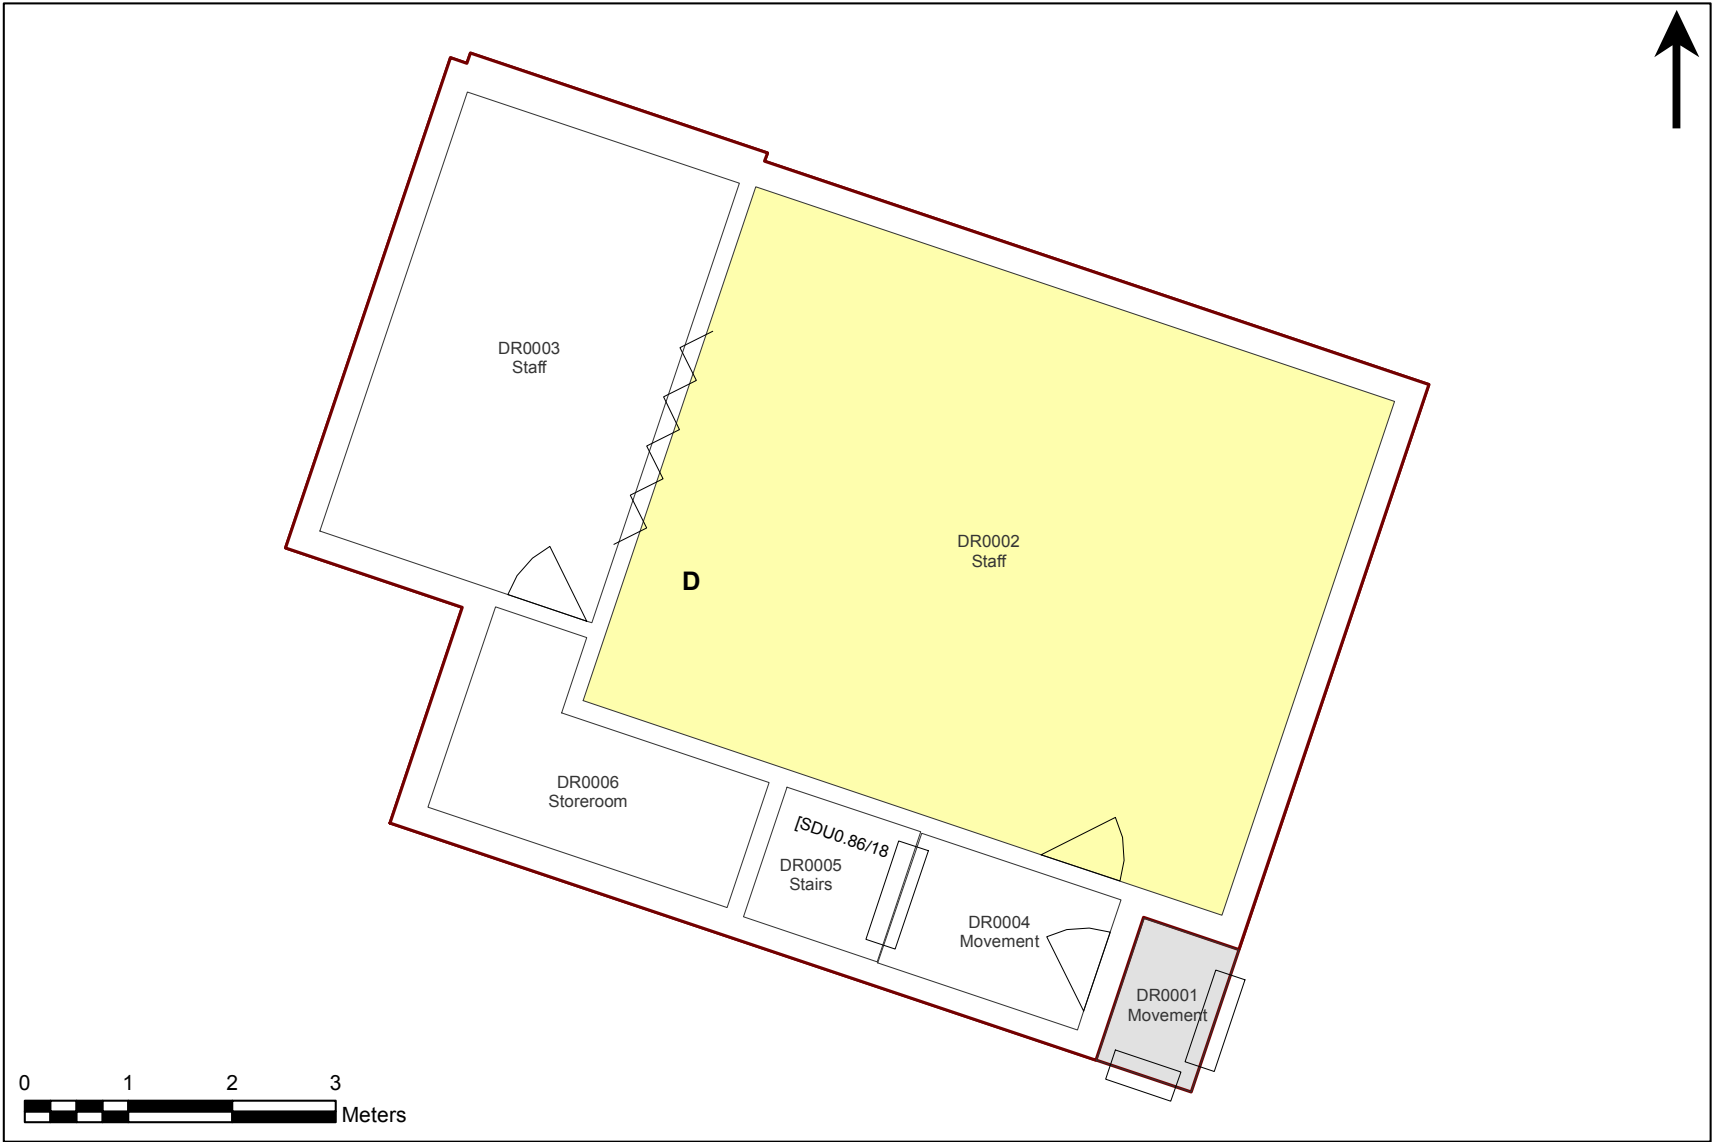 DR0003
Staff
DR0002
Staff
D
DR0006
Storeroom
[SDU0.86/18
DR0005
Stairs
DR0004
Movement
DR0001
Movement
0 1 2 3
Meters